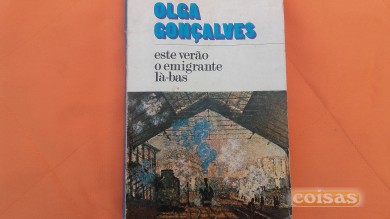 OLGA
GONÇALVES
este verão
o emigrante
là-bas
coisas